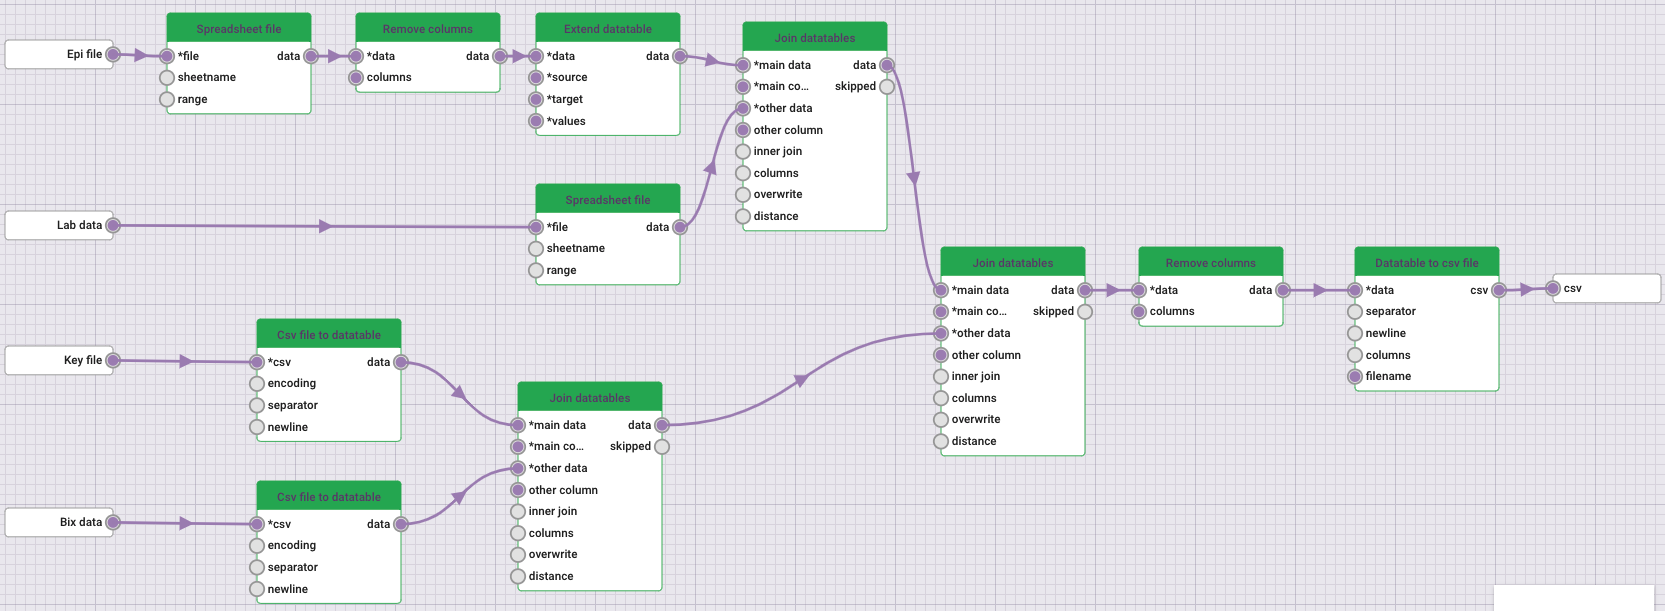 Epi file
Spreadsheet file
*file
data
sheetname
range
Remove columns
*data
data
columns
Extend datatable
*data
data
*source
*target
*values
Join datatables
*main data
data
*main co...
skipped
*other data
other column
inner join
columns
overwrite
distance
Lab data
Spreadsheet file
*file
data
sheetname
range
Key file
Csv file to datatable
*csv
data
encoding
separator
newline
Bix data
Csv file to datatable
*csv
data
encoding
separator
newline
Join datatables
*main data
data
*main co...
skipped
*other data
other column
inner join
columns
overwrite
distance
Join datatables
*main data
data
*main co...
skipped
*other data
other column
inner join
columns
overwrite
distance
Remove columns
*data
data
columns
Datatable to csv file
*data
csv
separator
newline
columns
filename
csv